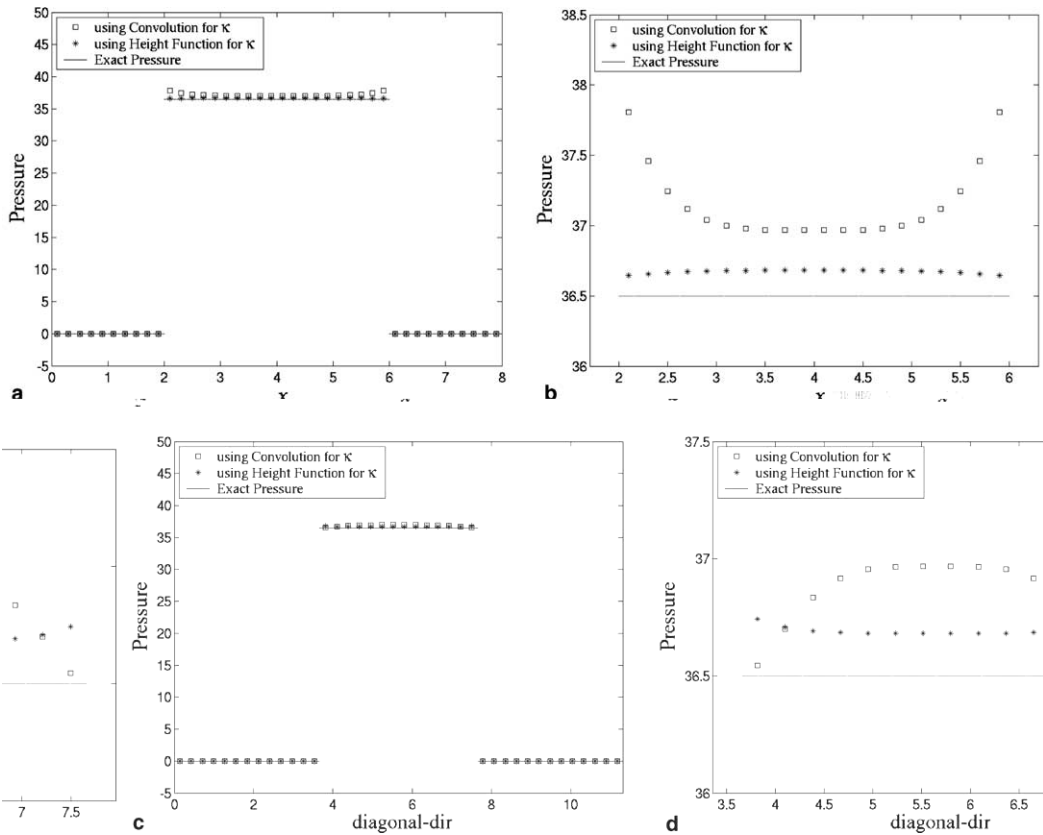 50
45
40
35
30
25
20
15
10
5
0
-5
Pressure
using Convolution for κ
using Height Function for κ
Exact Pressure
0 1 2 3 4 5 6 7 8
x
a
38.5
38
37.5
37
36.5
36
Pressure
using Convolution for κ
using Height Function for κ
Exact Pressure
2 2.5 3 3.5 4 4.5 5 5.5 6
x
b
7 7.5
50
45
40
35
30
25
20
15
10
5
0
-5
Pressure
using Convolution for κ
using Height Function for κ
Exact Pressure
0 2 4 6 8 10
diagonal-dir
c
37.5
37
36.5
36
Pressure
using Convolution for κ
using Height Function for κ
Exact Pressure
3.5 4 4.5 5 5.5 6 6.5
diagonal-dir
d